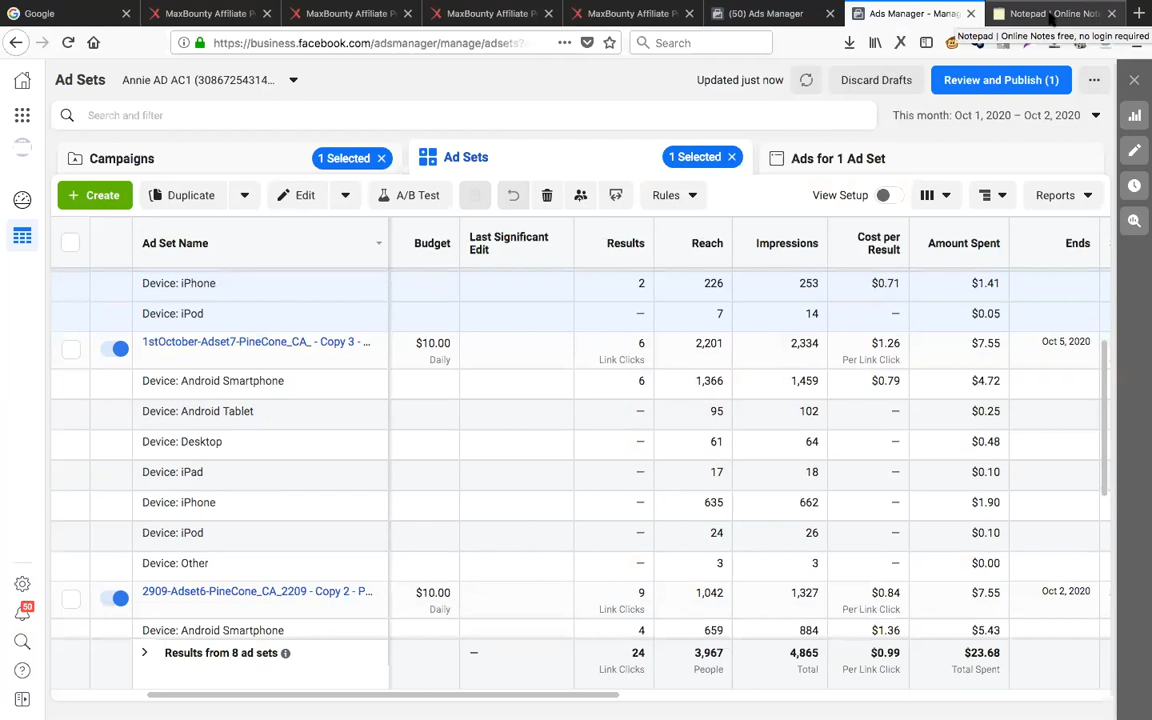 Google
MaxBounty Affiliate P
MaxBounty Affiliate P
MaxBounty Affiliate P
MaxBounty Affiliate P
(50) Ads Manager
Ads Manager - Mana
Notepad | Online Not
https://business.facebook.com/adsmanager/manage/adsets?
Search
Notepad | Online Notes free, no login required
Ad Sets
Annie AD AC1 (30867254314...
Updated just now
Discard Drafts
Review and Publish (1)
Search and filter
This month: Oct 1, 2020 – Oct 2, 2020
Campaigns
1 Selected
Ad Sets
1 Selected
Ads for 1 Ad Set
+ Create
Duplicate
Edit
A/B Test
Rules
View Setup
Reports
Ad Set Name
Budget
Last Significant Edit
Results
Reach
Impressions
Cost per Result
Amount Spent
Ends
Device: iPhone 2 226 253 $0.71 $1.41
Device: iPod — 7 14 — $0.05
1stOctober-Adset7-PineCone_CA_ - Copy 3 - ... $10.00 6 2,201 2,334 $1.26 $7.55 Oct 5, 2020
Daily Link Clicks Per Link Click
Device: Android Smartphone 6 1,366 1,459 $0.79 $4.72
Device: Android Tablet — 95 102 — $0.25
Device: Desktop — 61 64 — $0.48
Device: iPad — 17 18 — $0.10
Device: iPhone — 635 662 — $1.90
Device: iPod — 24 26 — $0.10
Device: Other — 3 3 — $0.00
2909-Adset6-PineCone_CA_2209 - Copy 2 - P... $10.00 9 1,042 1,327 $0.84 $7.55 Oct 2, 2020
Daily Link Clicks Per Link Click
Device: Android Smartphone 4 659 884 $1.36 $5.43
Results from 8 ad sets — 24 3,967 4,865 $0.99 $23.68
Link Clicks People Total Per Link Click Total Spent
50